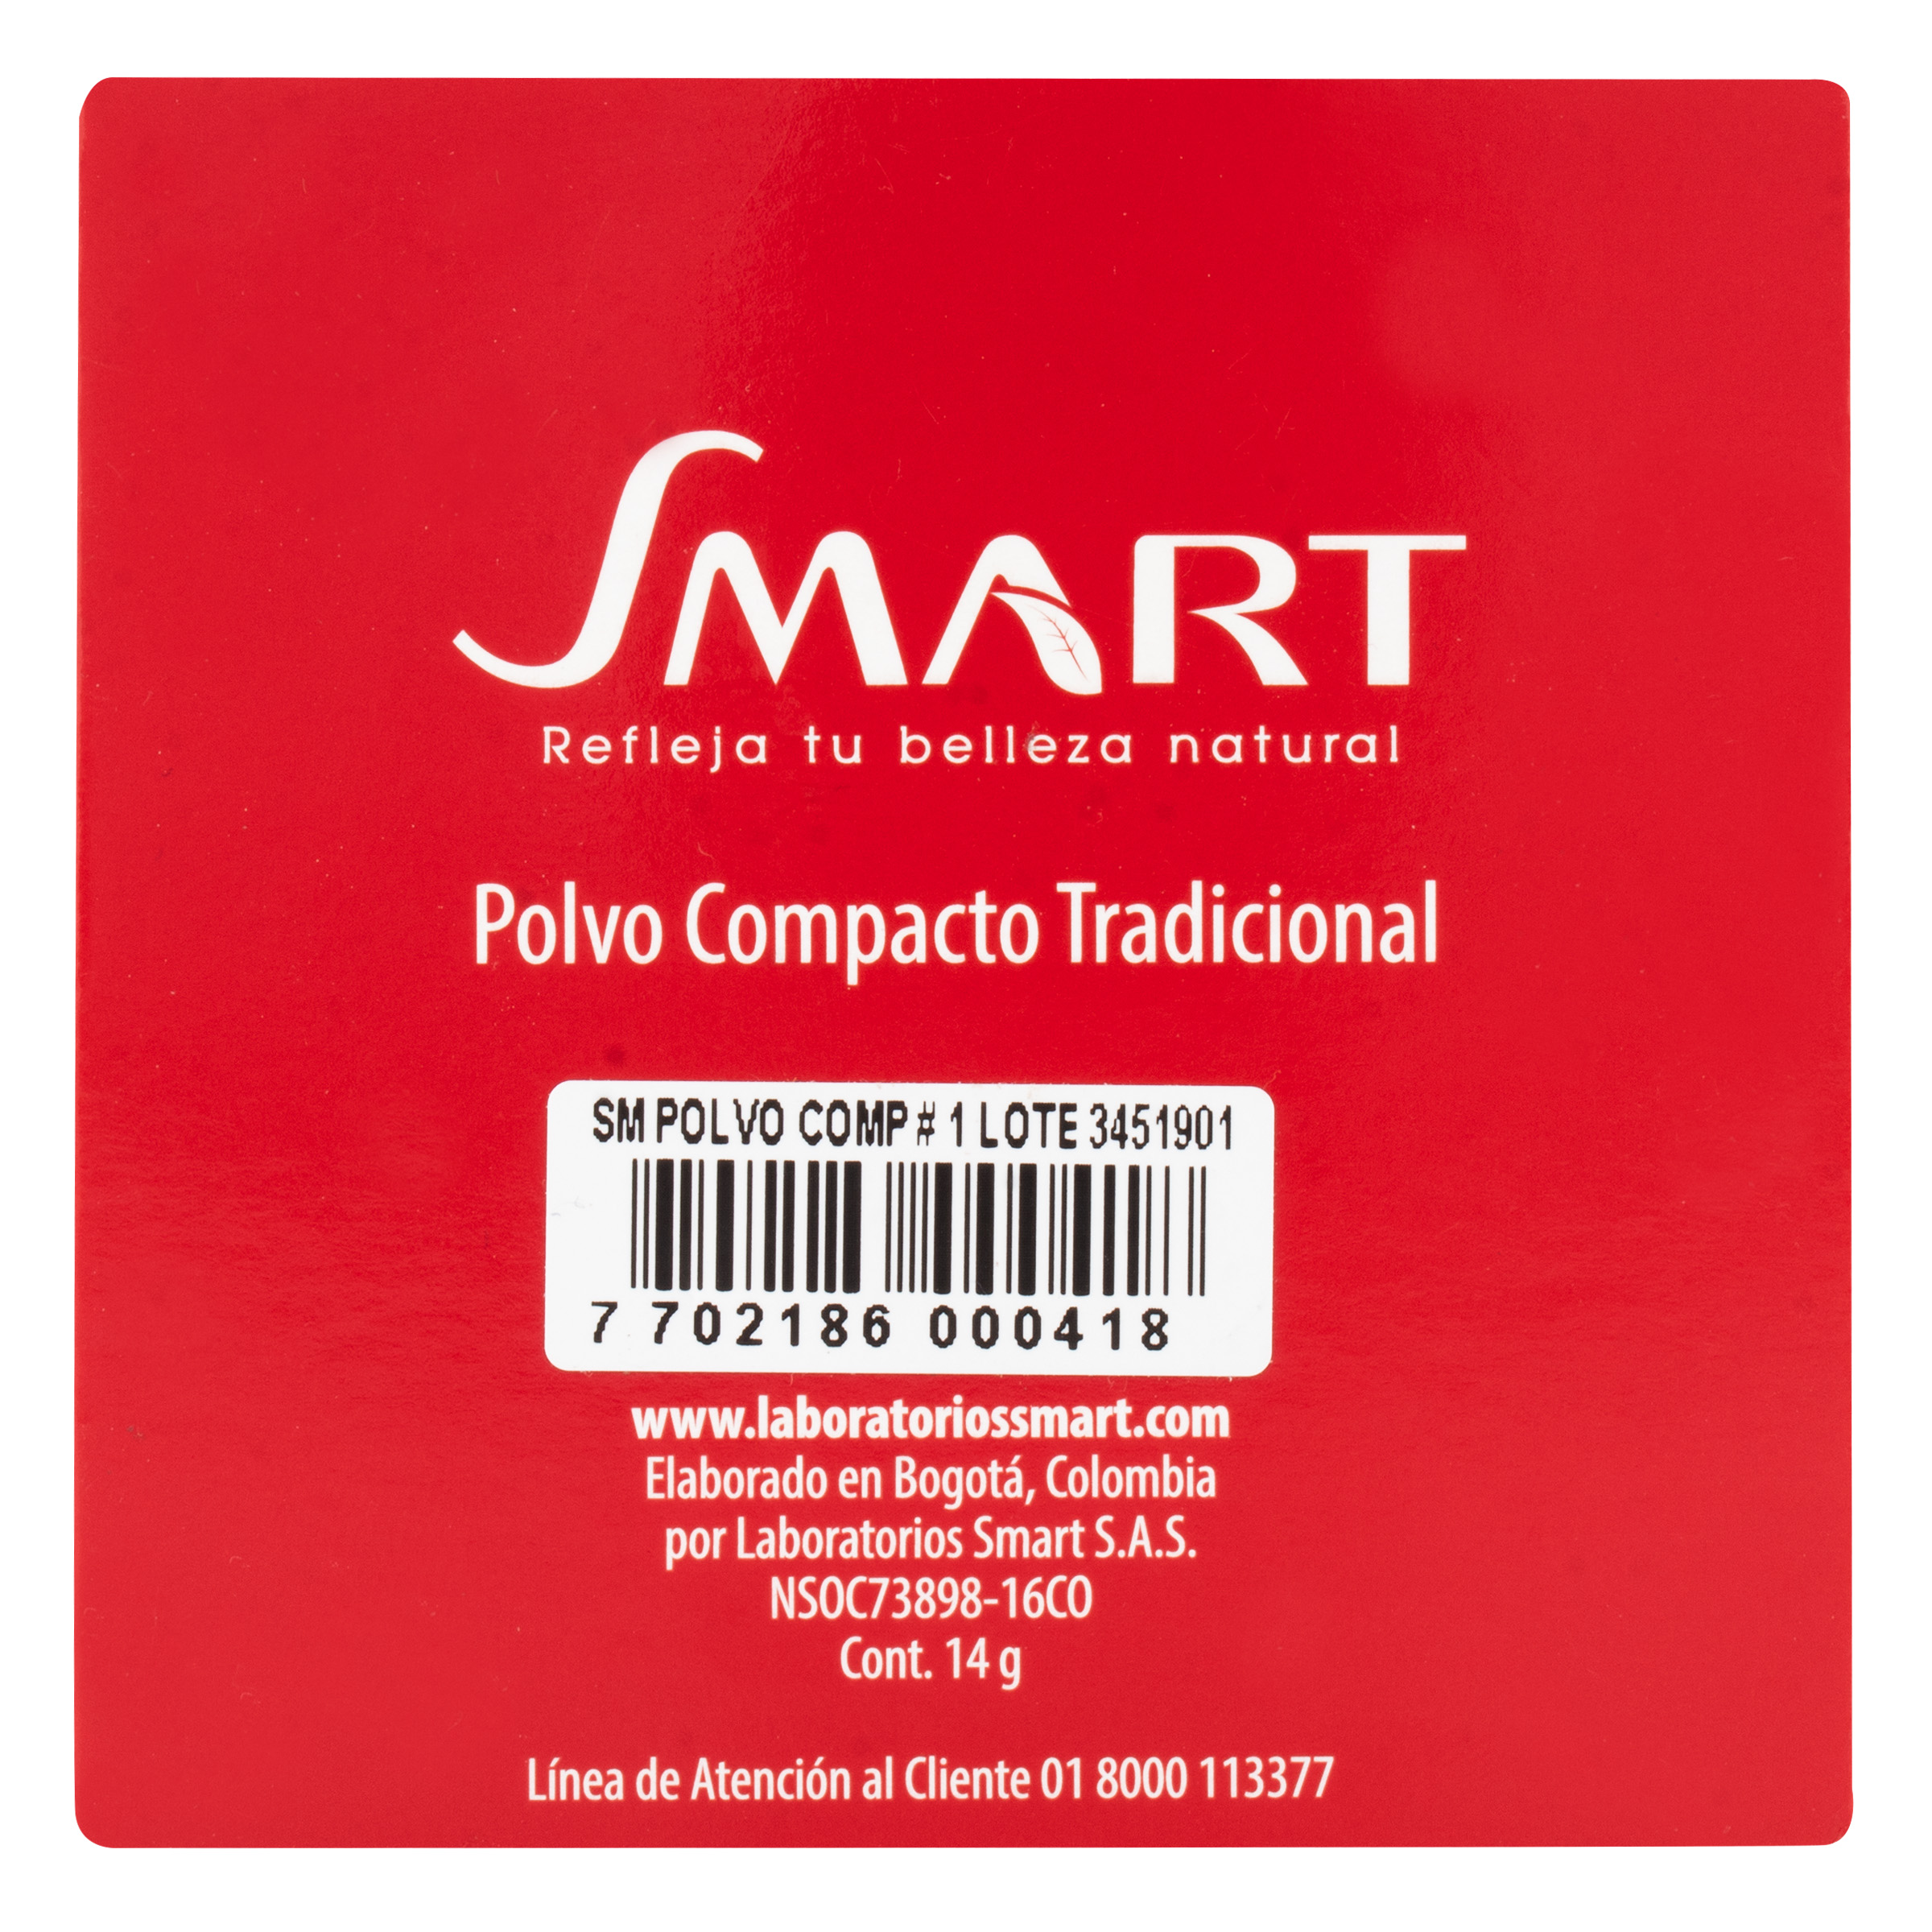 SMART
Refleja tu belleza natural
Polvo Compacto Tradicional
SM POLVO COMP # 1 LOTE 3451901
7 702186 000418
www.laboratoriossmart.com
Elaborado en Bogotá, Colombia
por Laboratorios Smart S.A.S.
NSOC73898-16CO
Cont. 14 g
Línea de Atención al Cliente 01 8000 113377